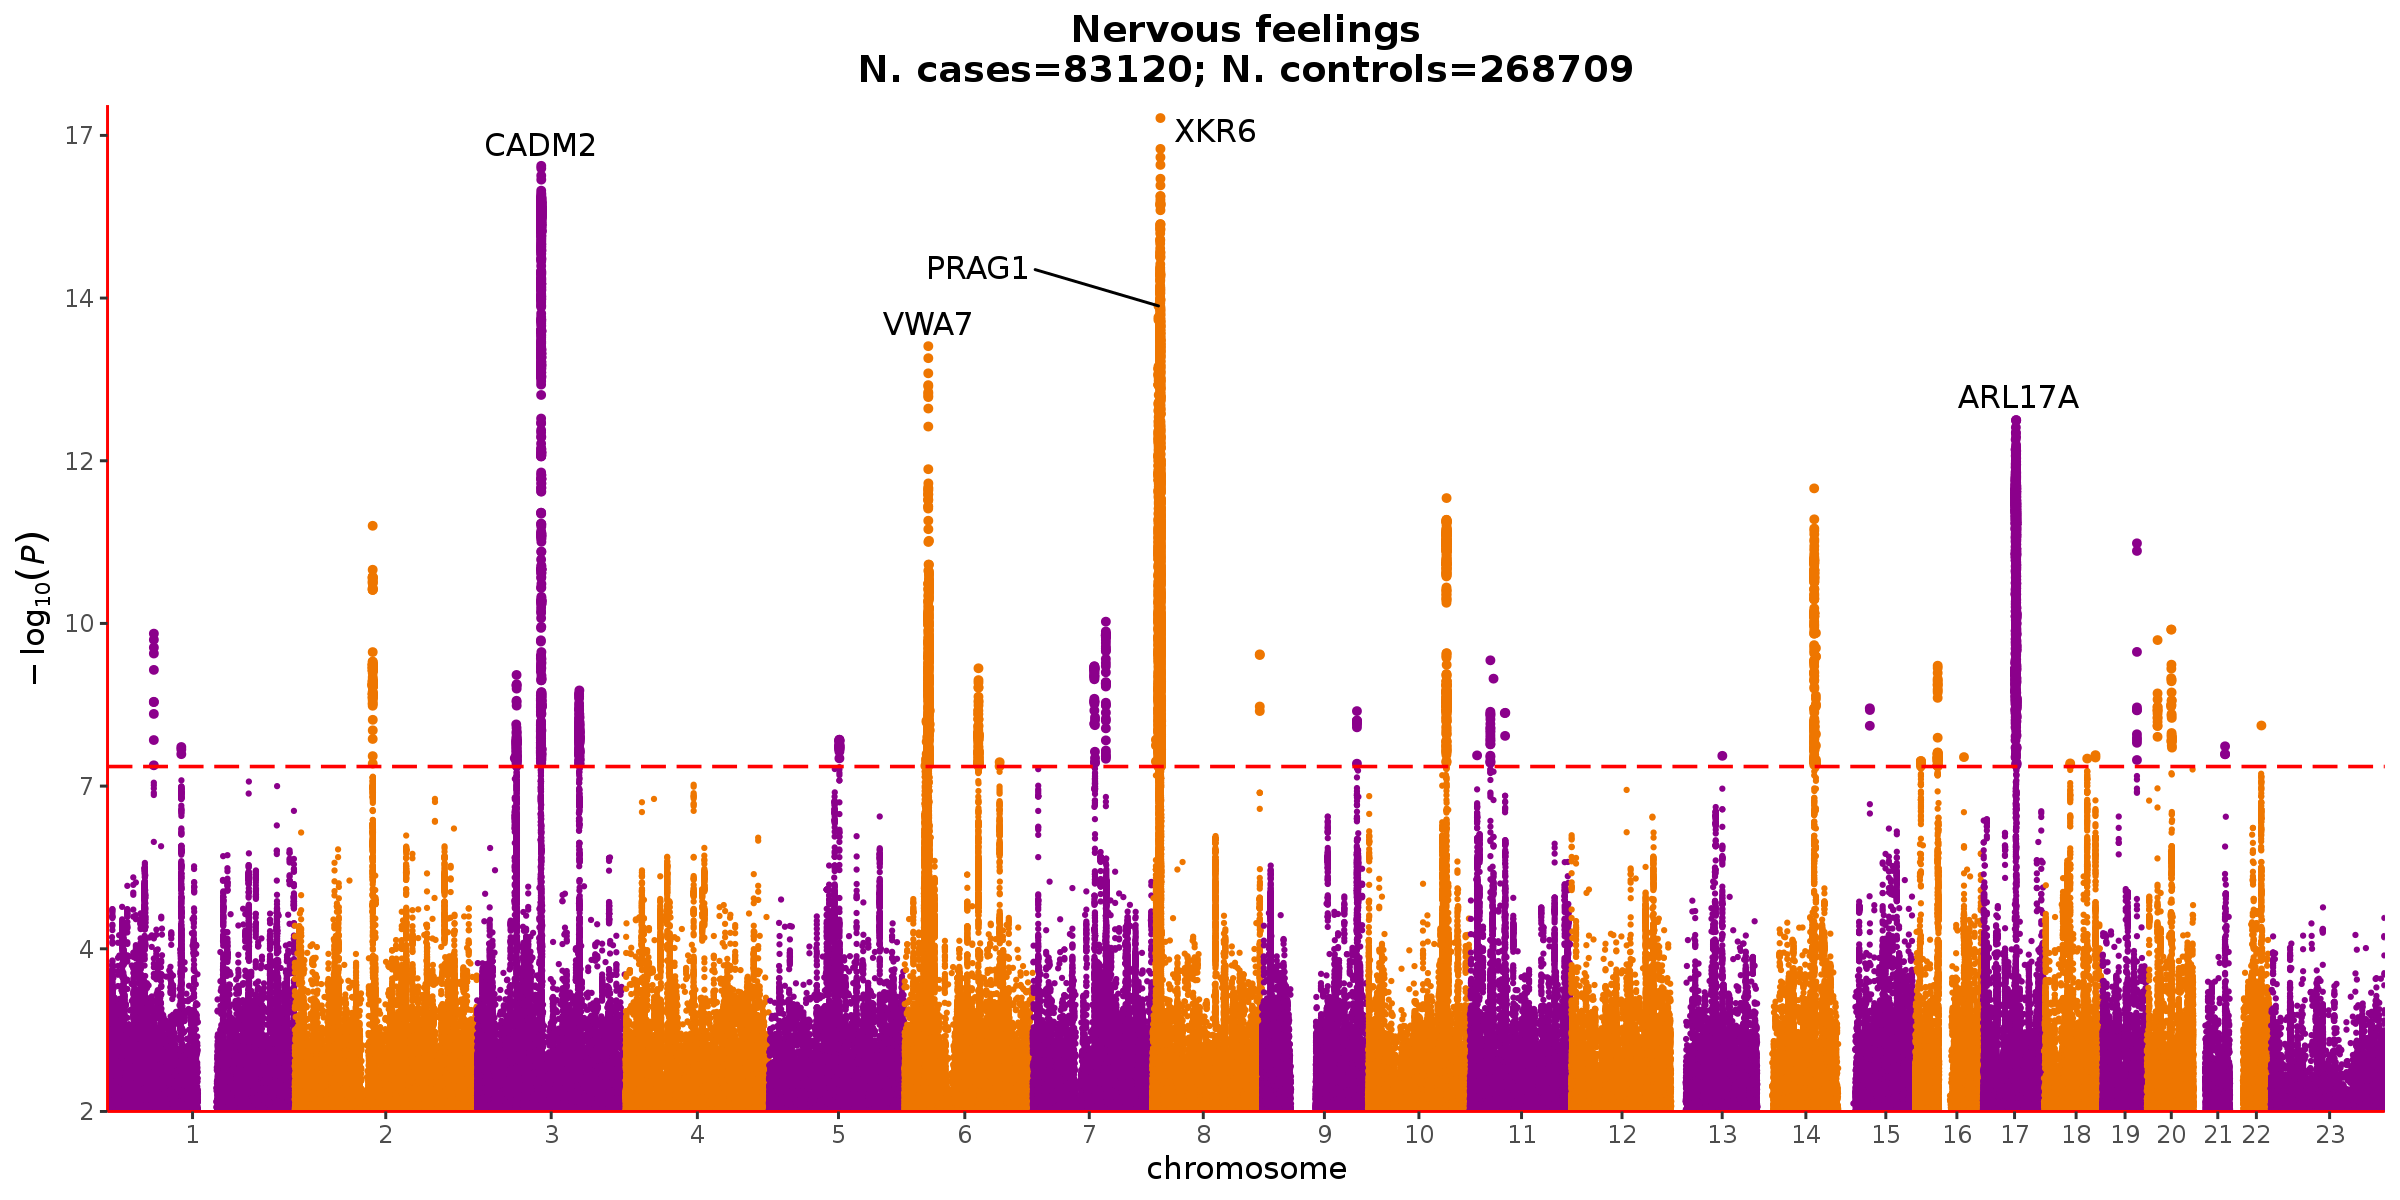 Nervous feelings
N. cases=83120; N. controls=268709
17
14
12
10
7
4
2
−log10(P)
CADM2
XKR6
PRAG1
VWA7
ARL17A
1 2 3 4 5 6 7 8 9 10 11 12 13 14 15 16 17 18 19 20 21 22 23
chromosome